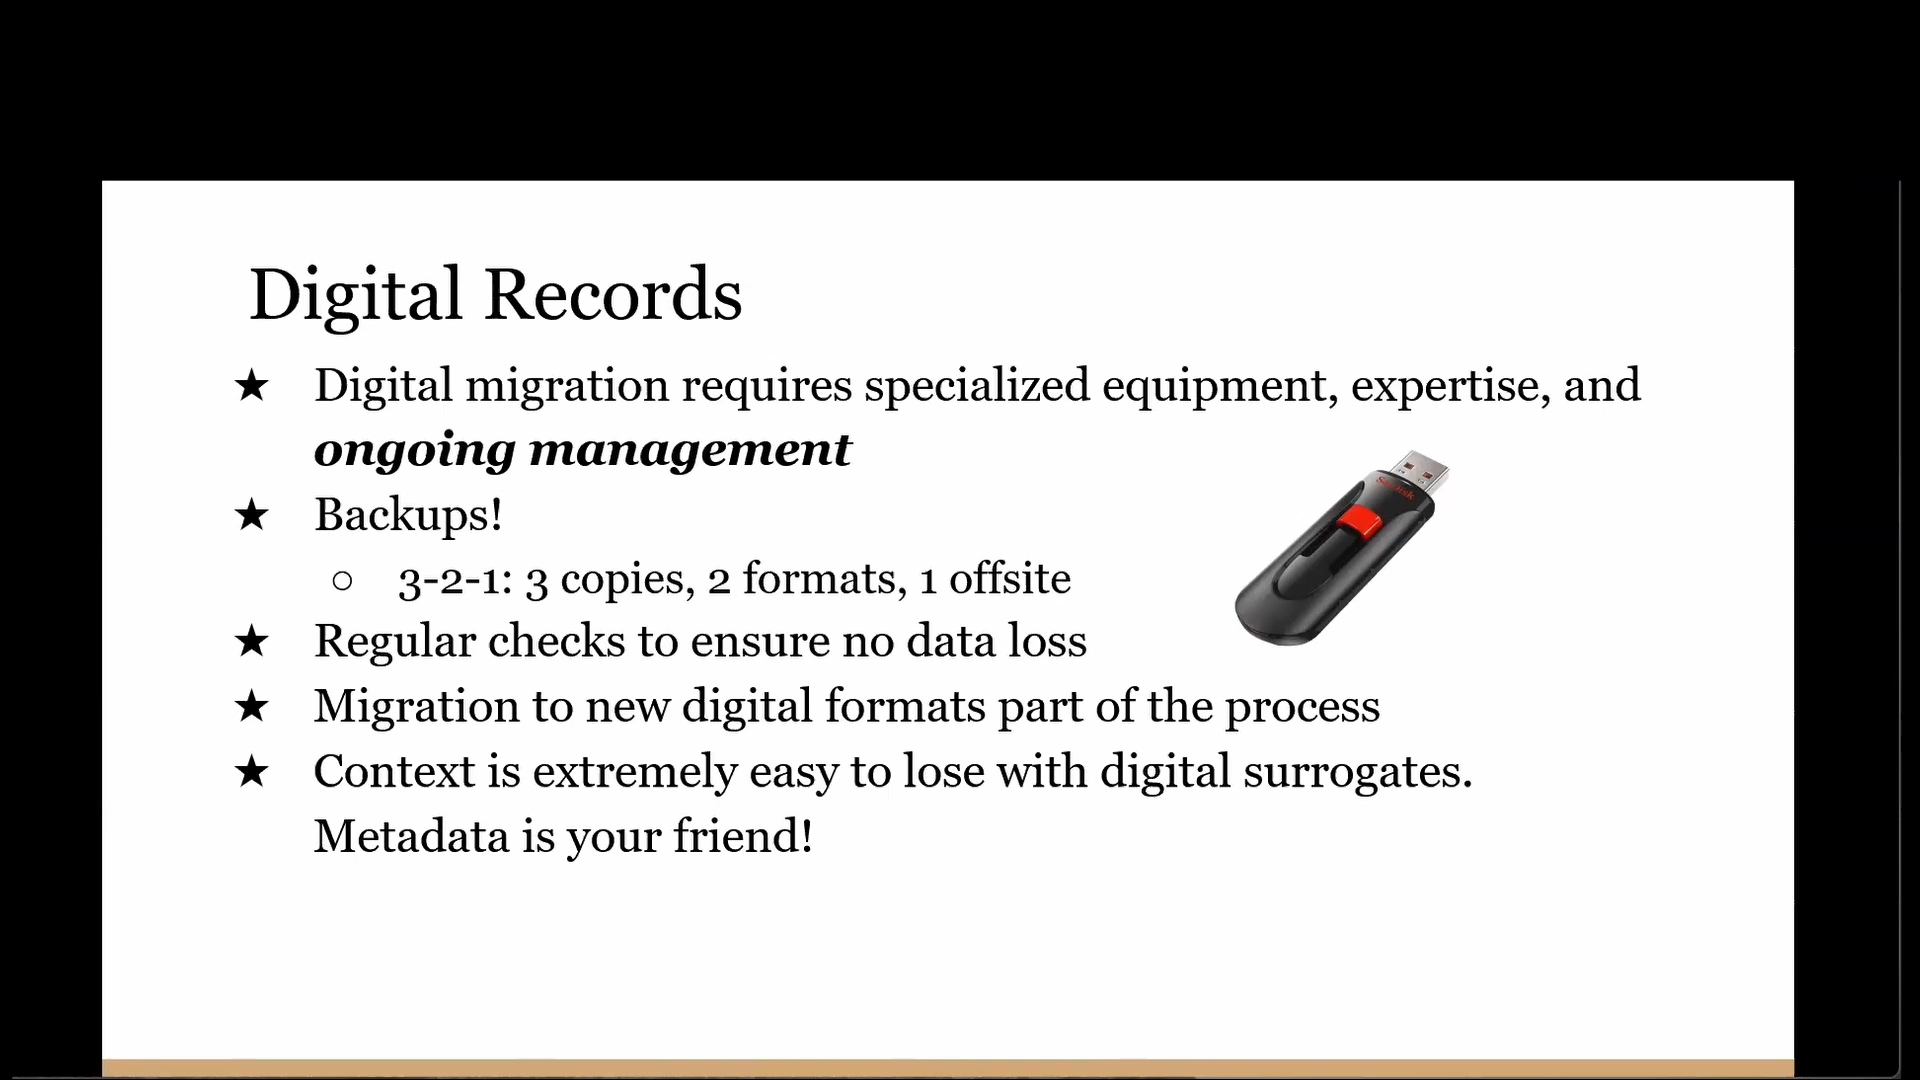 Digital Records
★ Digital migration requires specialized equipment, expertise, and
ongoing management
★ Backups!
○ 3-2-1: 3 copies, 2 formats, 1 offsite
★ Regular checks to ensure no data loss
★ Migration to new digital formats part of the process
★ Context is extremely easy to lose with digital surrogates.
Metadata is your friend!
SanDisk